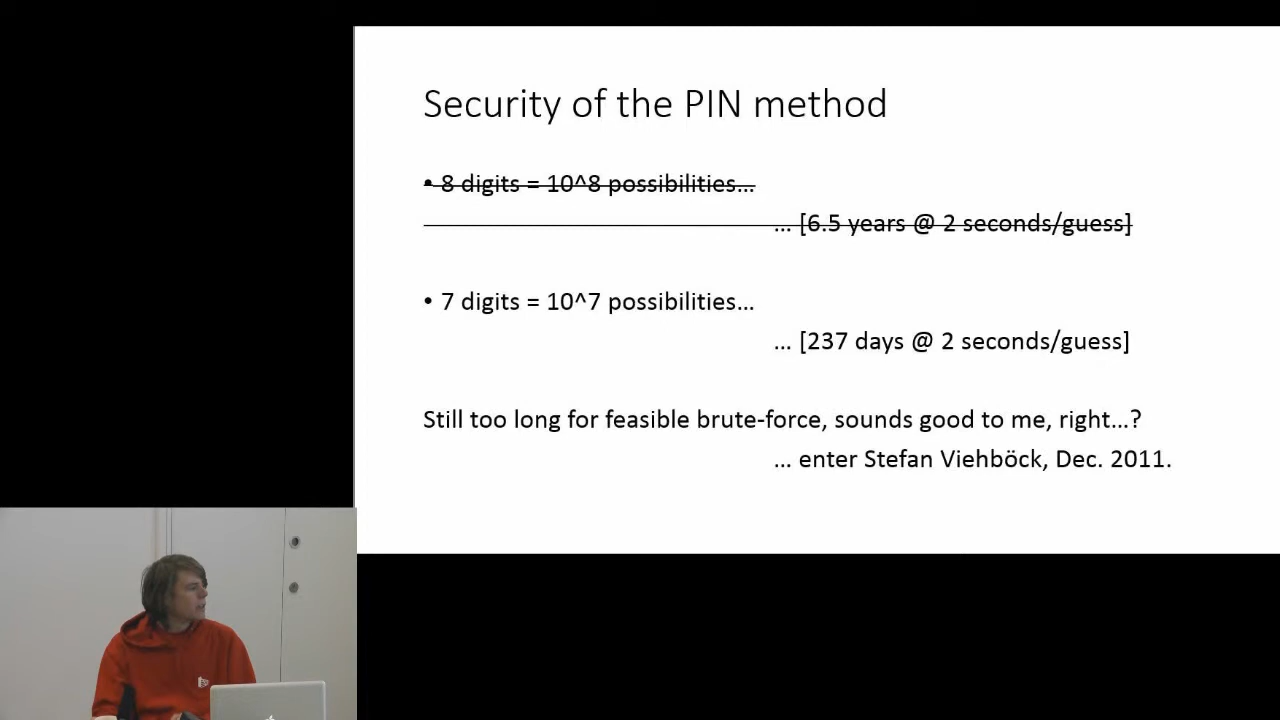 Security of the PIN method
• 8 digits = 10^8 possibilities…
… [6.5 years @ 2 seconds/guess]
• 7 digits = 10^7 possibilities…
… [237 days @ 2 seconds/guess]
Still too long for feasible brute-force, sounds good to me, right…?
… enter Stefan Viehböck, Dec. 2011.